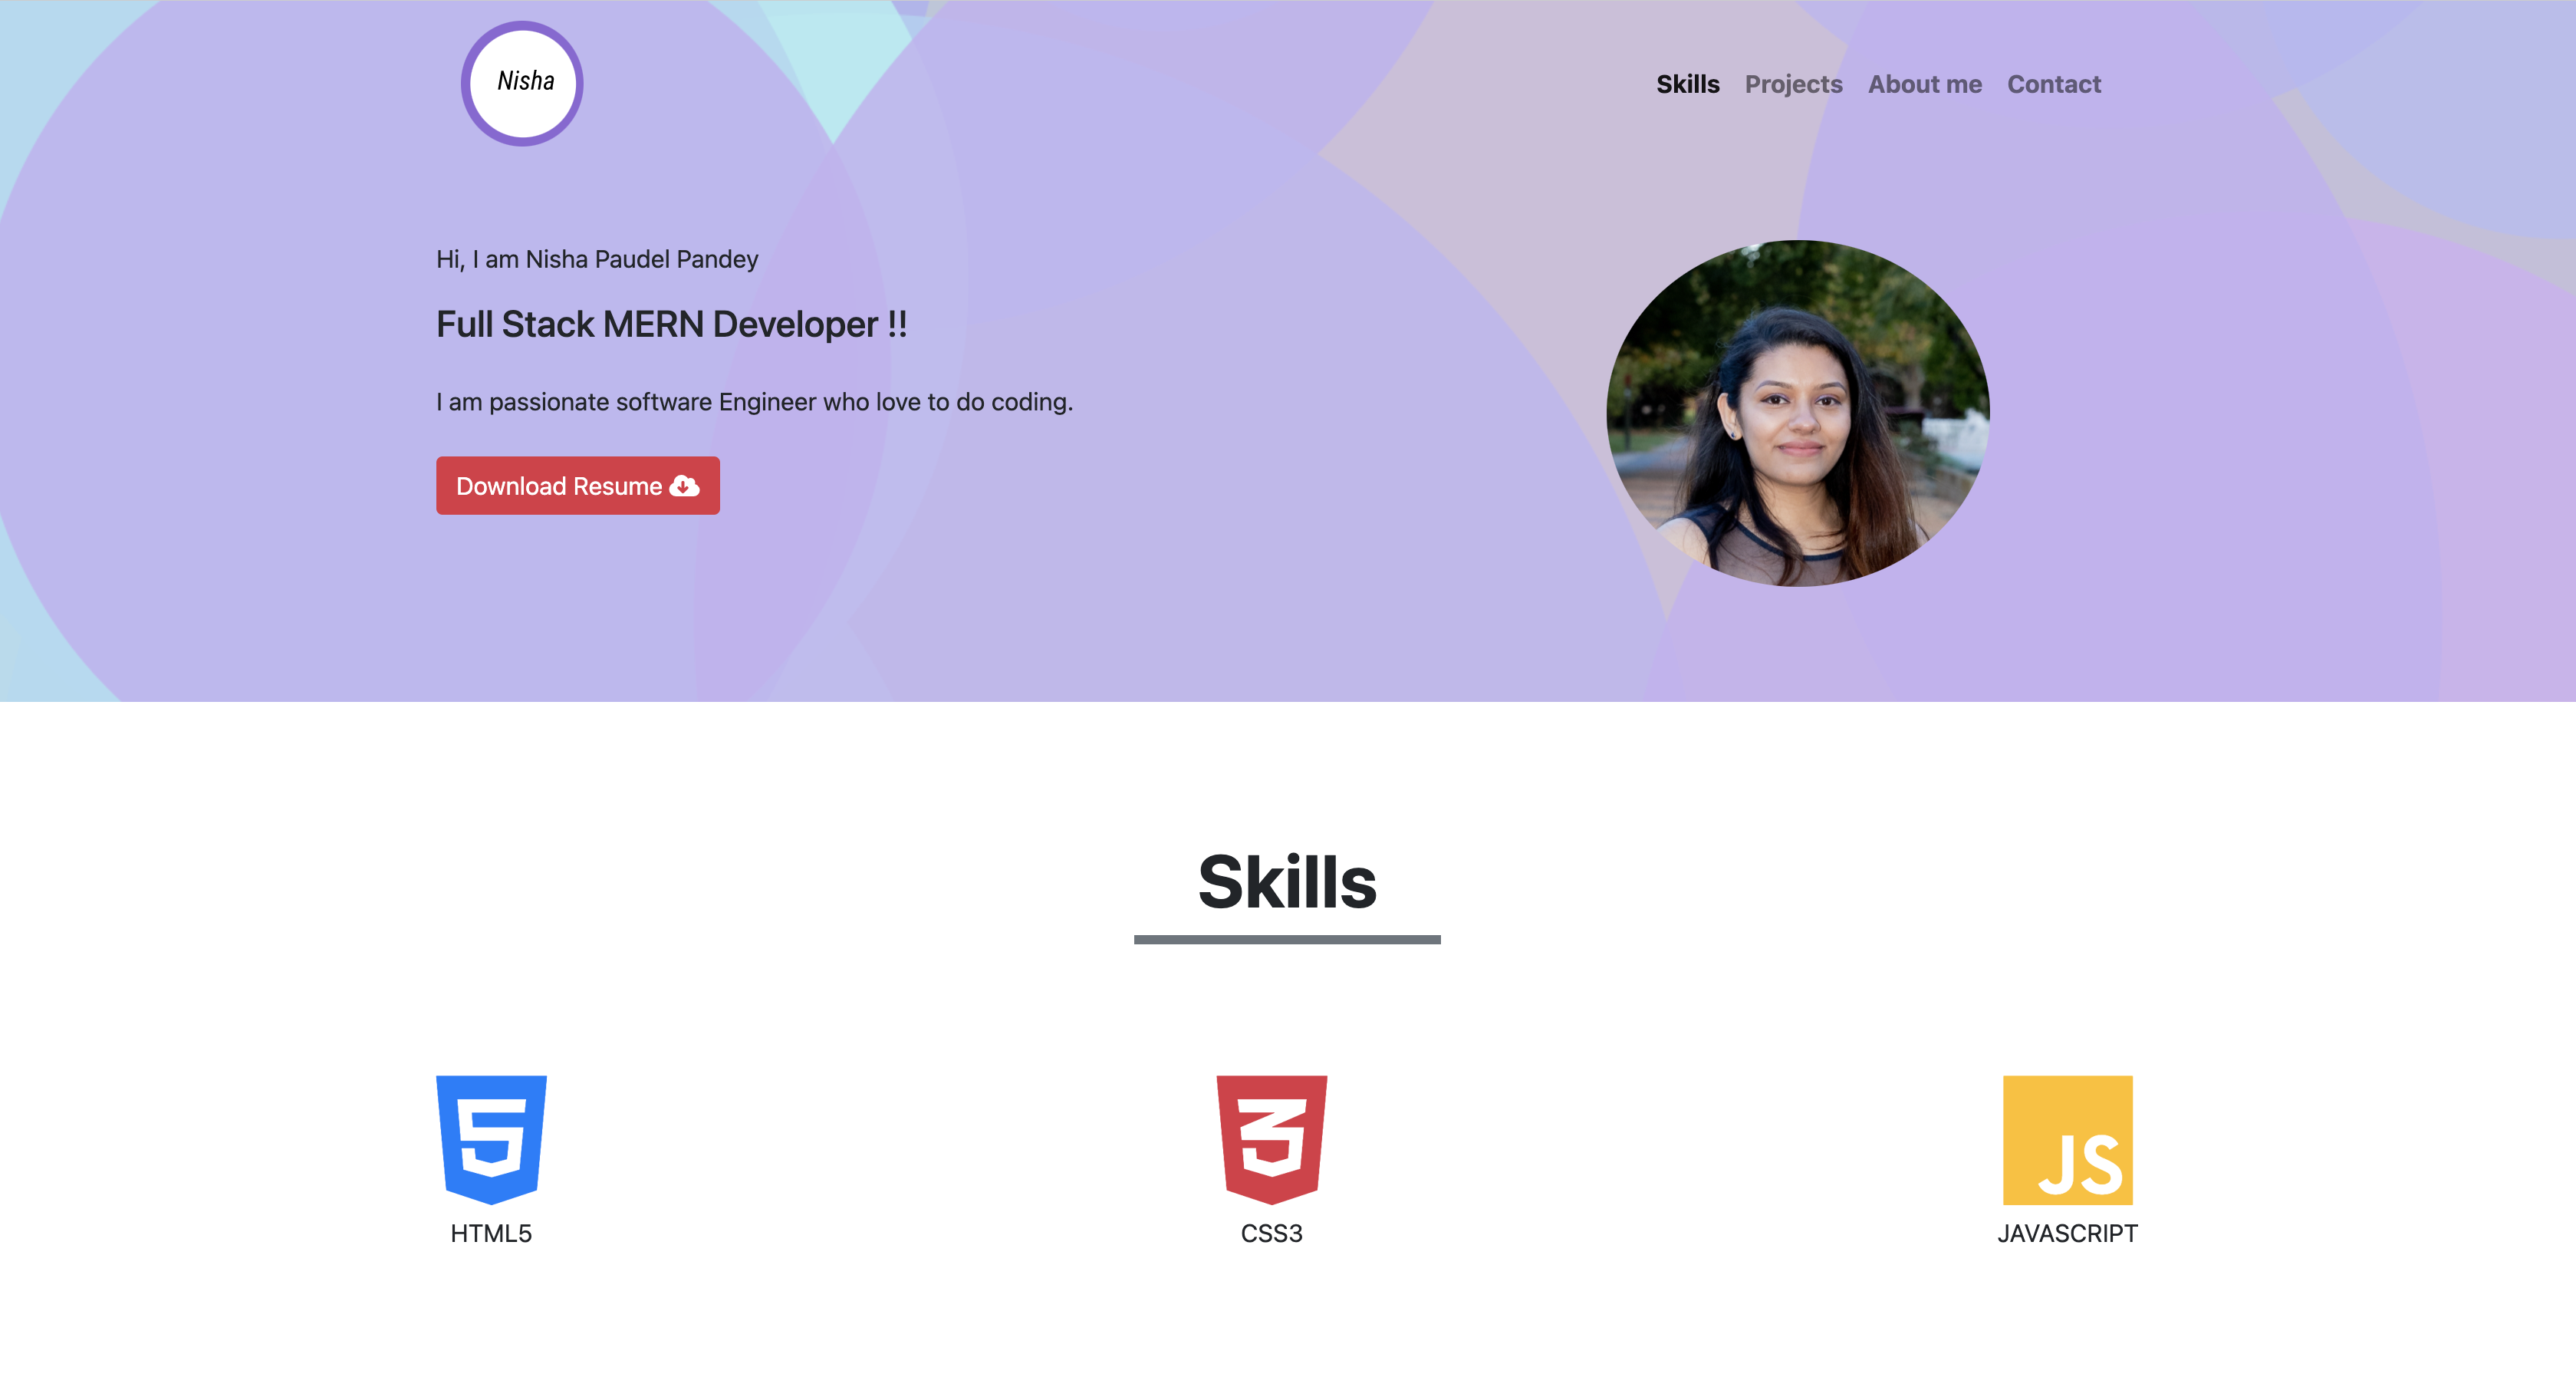 Nisha
Skills Projects About me Contact
Hi, I am Nisha Paudel Pandey
Full Stack MERN Developer !!
I am passionate software Engineer who love to do coding.
Download Resume
Skills
5
3
JS
HTML5
CSS3
JAVASCRIPT